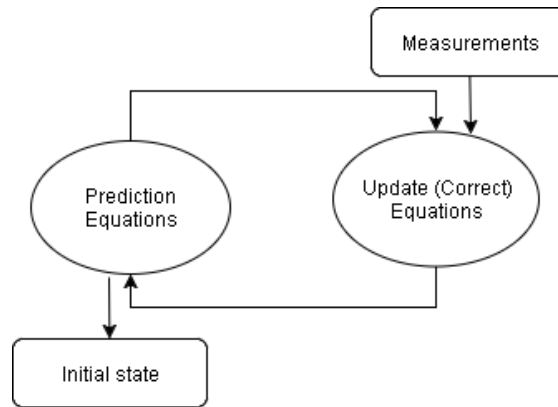 Measurements
Prediction
Equations
Update (Correct)
Equations
Initial state